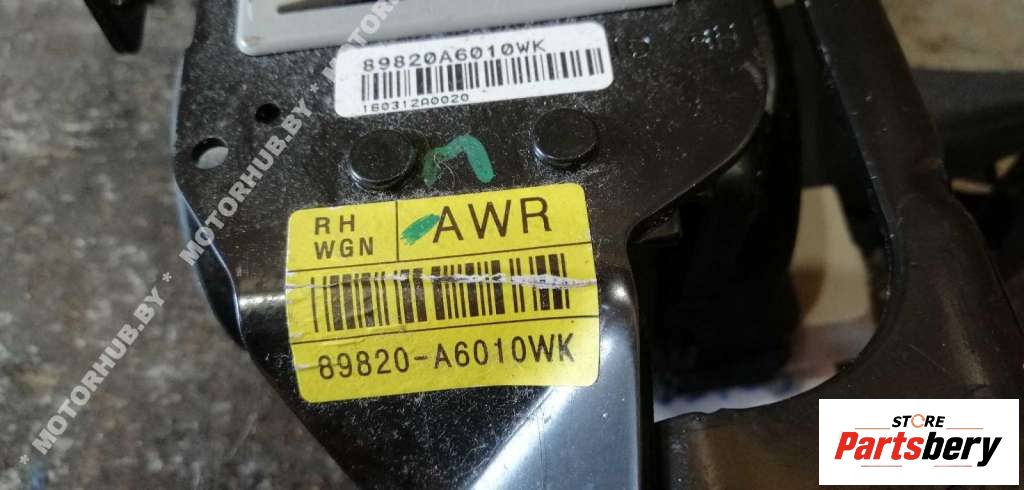 89820A6010WK
160312A0020
RH
WGN
AWR
89820-A6010WK
* MOTORHUB.BY * MOTORHUB.BY *
STORE
Partsbery